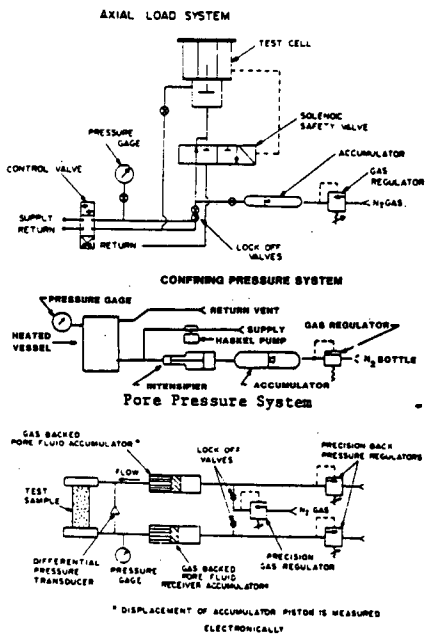 AXIAL LOAD SYSTEM
TEST CELL
SOLENOID
SAFETY VALVE
PRESSURE
GAGE
ACCUMULATOR
CONTROL VALVE
GAS
REGULATOR
SUPPLY
RETURN
N2 GAS
RETURN
LOCK OFF
VALVES
CONFINING PRESSURE SYSTEM
PRESSURE GAGE
RETURN VENT
GAS REGULATOR
SUPPLY
HASKEL PUMP
HEATED
VESSEL
N2 BOTTLE
INTENSIFIER
ACCUMULATOR
Pore Pressure System
GAS BACKED
PORE FLUID ACCUMULATOR*
LOCK OFF
VALVES
PRECISION BACK
PRESSURE REGULATORS
FLOW
TEST
SAMPLE
N2 GAS
DIFFERENTIAL
PRESSURE
TRANSDUCER
PRESSURE
GAGE
GAS BACKED
PORE FLUID
RECEIVER ACCUMULATOR*
PRECISION
GAS REGULATOR
* DISPLACEMENT OF ACCUMULATOR PISTON IS MEASURED
ELECTRONICALLY